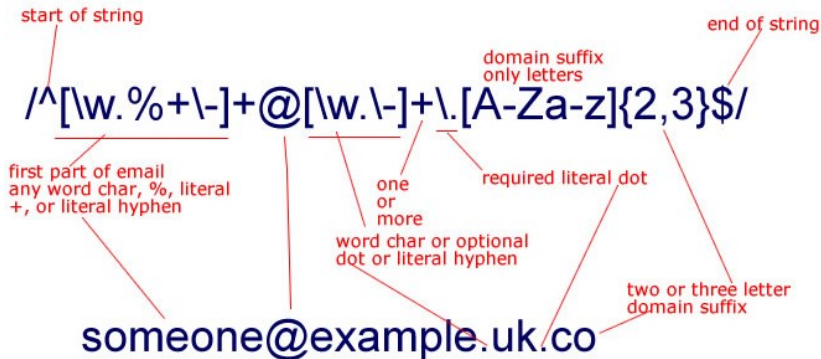 start of string
end of string
domain suffix
only letters
/^[\w.%+\-]+@[\w.\-]+\.[A-Za-z]{2,3}$/
first part of email
any word char, %, literal
+, or literal hyphen
one
or
more
required literal dot
word char or optional
dot or literal hyphen
two or three letter
domain suffix
someone@example.uk.co